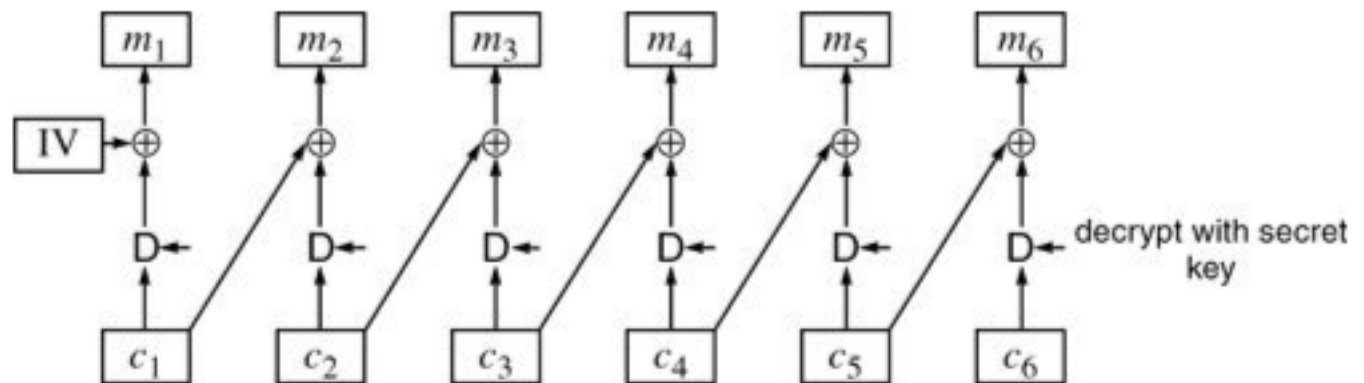 m₁ m₂ m₃ m₄ m₅ m₆
IV
D D D D D D decrypt with secret
key
c₁ c₂ c₃ c₄ c₅ c₆